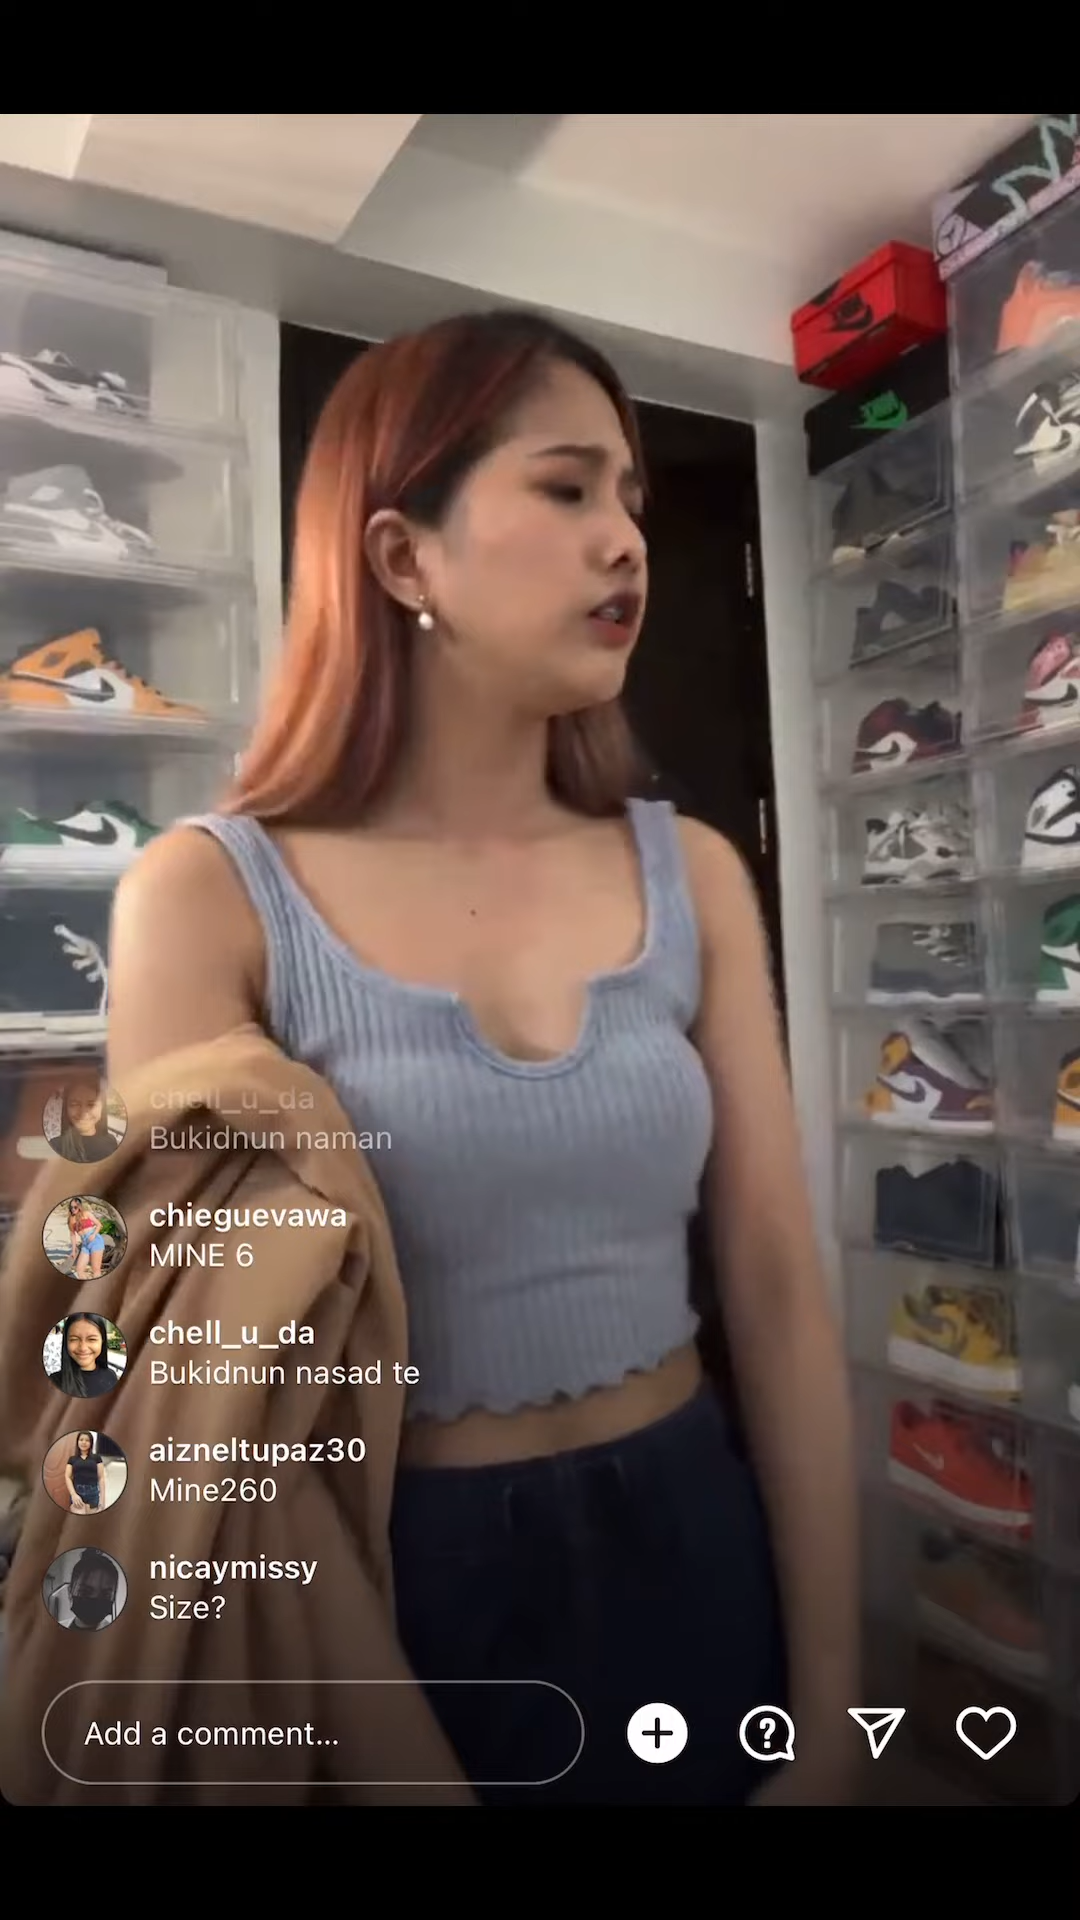 chell_u_da
Bukidnun naman
chieguevawa
MINE 6
chell_u_da
Bukidnun nasad te
aizneltupaz30
Mine260
nicaymissy
Size?
Add a comment...